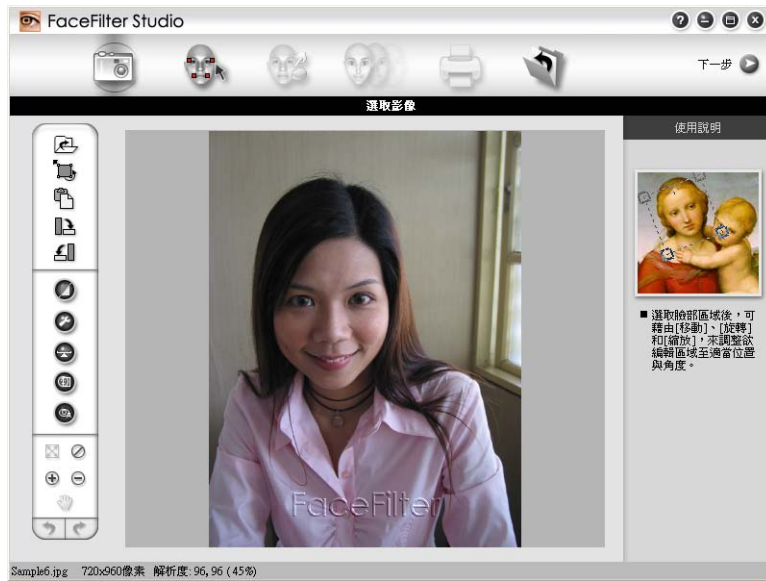 FaceFilter Studio
下一步
選取影像
使用說明
■ 選取臉部區域後，可
藉由[移動]、[旋轉]
和[縮放]，來調整欲
編輯區域至適當位置
與角度。
FaceFilter
Sample6.jpg 720x960像素 解析度: 96, 96 ( 45%)